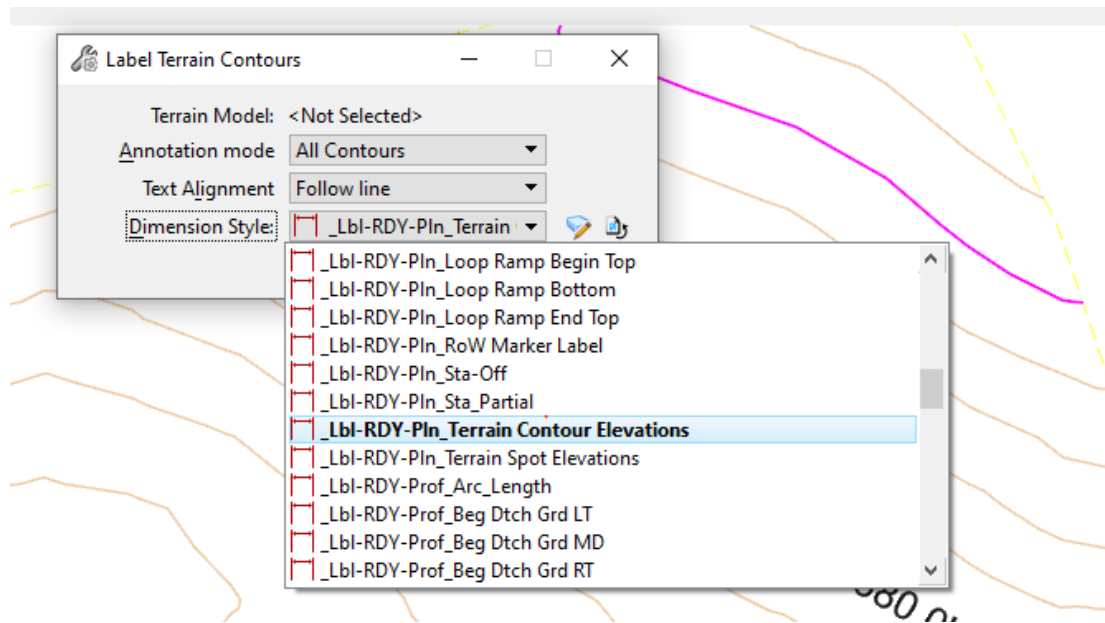 Label Terrain Contours
Terrain Model: <Not Selected>
Annotation mode All Contours
Text Alignment Follow line
Dimension Style: _Lbl-RDY-Pln_Terrain
_Lbl-RDY-Pln_Loop Ramp Begin Top
_Lbl-RDY-Pln_Loop Ramp Bottom
_Lbl-RDY-Pln_Loop Ramp End Top
_Lbl-RDY-Pln_RoW Marker Label
_Lbl-RDY-Pln_Sta-Off
_Lbl-RDY-Pln_Sta_Partial
_Lbl-RDY-Pln_Terrain Contour Elevations
_Lbl-RDY-Pln_Terrain Spot Elevations
_Lbl-RDY-Prof_Arc_Length
_Lbl-RDY-Prof_Beg Dtch Grd LT
_Lbl-RDY-Prof_Beg Dtch Grd MD
_Lbl-RDY-Prof_Beg Dtch Grd RT